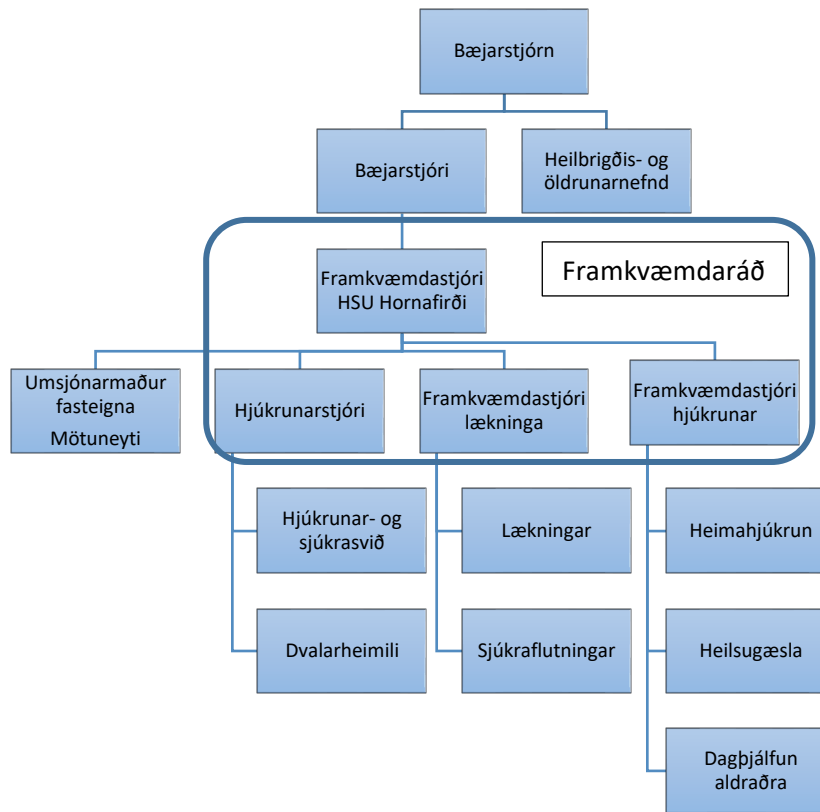 Bæjarstjórn
Bæjarstjóri
Heilbrigðis- og
öldrunarnefnd
Framkvæmdaráð
Framkvæmdastjóri
HSU Hornafirði
Umsjónarmaður
fasteigna
Mötuneyti
Hjúkrunarstjóri
Framkvæmdastjóri
lækninga
Framkvæmdastjóri
hjúkrunar
Hjúkrunar- og
sjúkrasvið
Lækningar
Heimahjúkrun
Dvalarheimili
Sjúkraflutningar
Heilsugæsla
Dagþjálfun
aldraðra